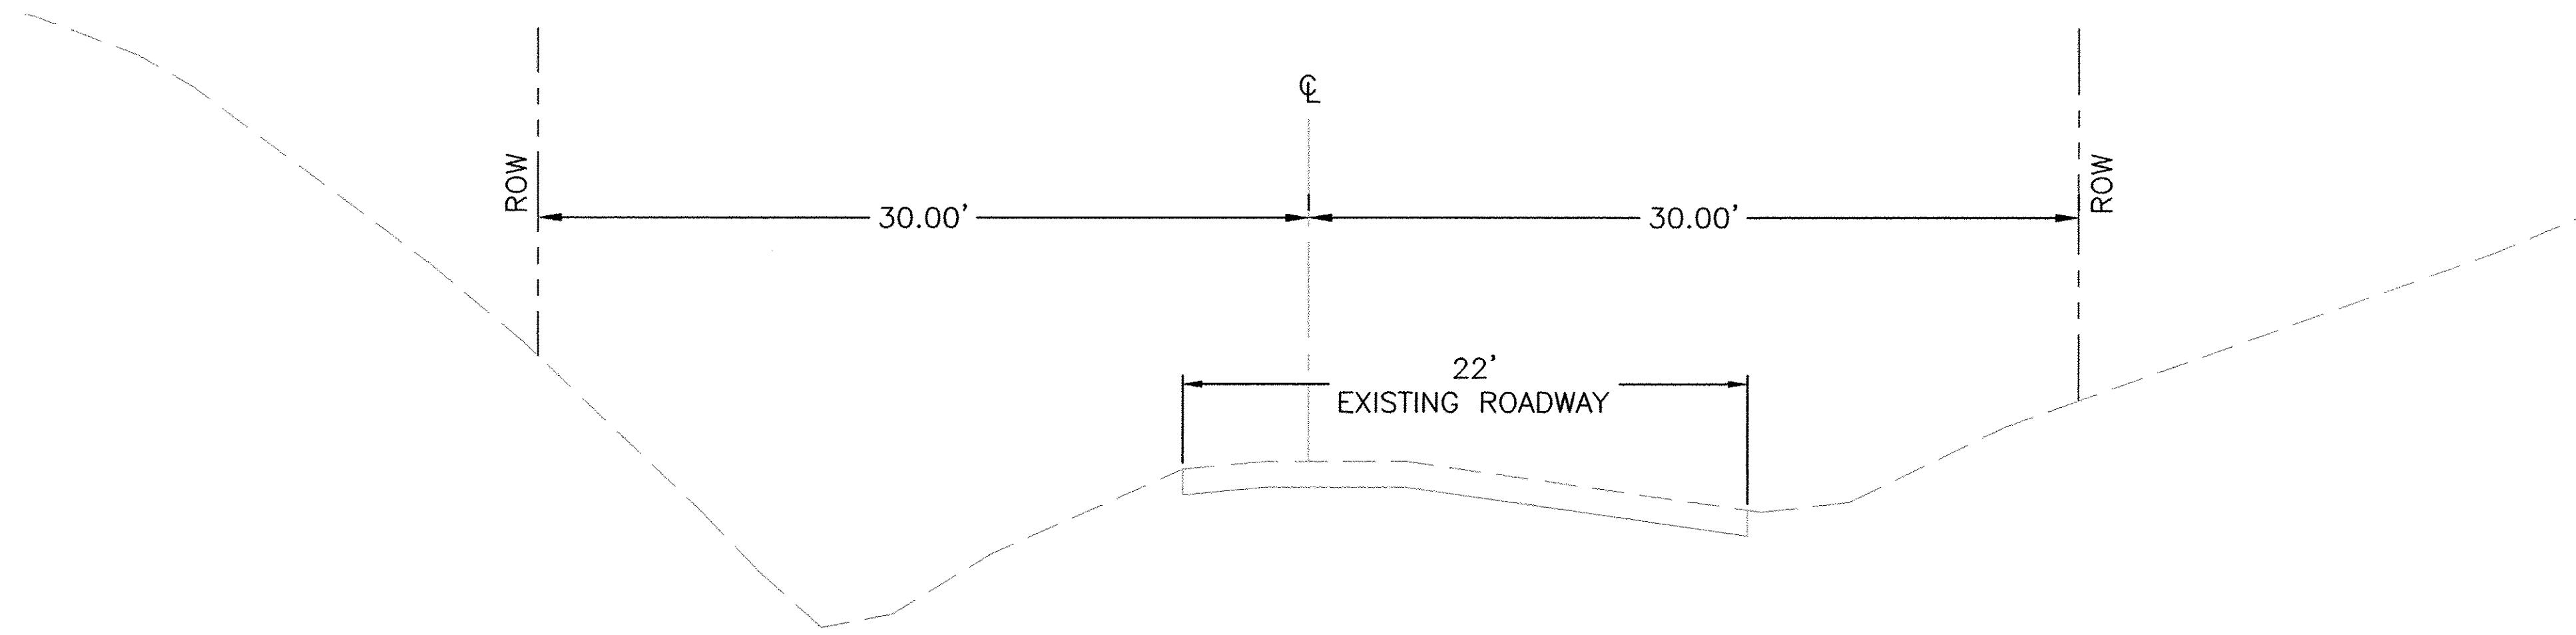 ℄
ROW
ROW
30.00'
30.00'
22'
EXISTING ROADWAY